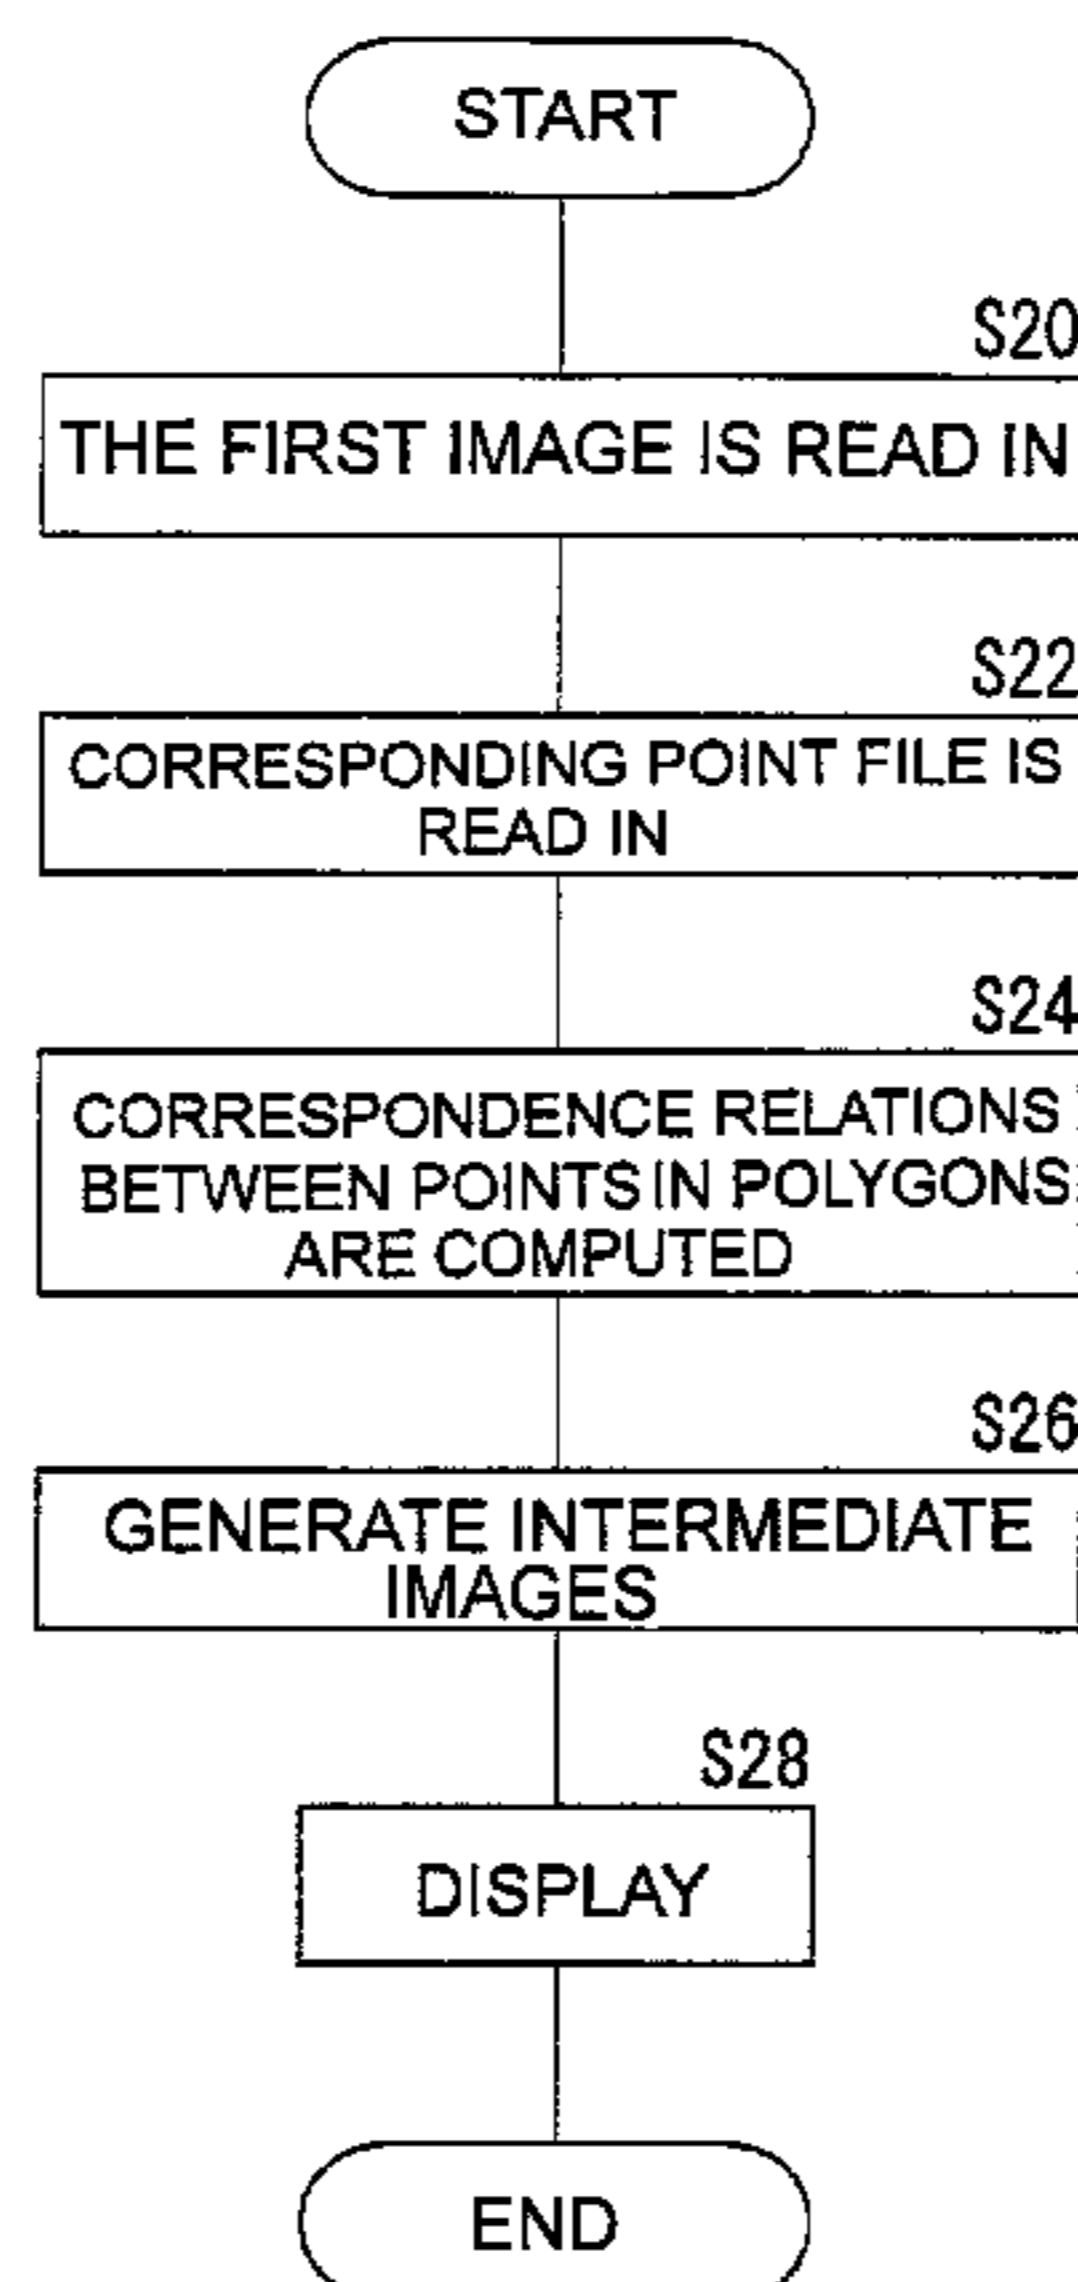 START
S20
THE FIRST IMAGE IS READ IN
S22
CORRESPONDING POINT FILE IS
READ IN
S24
CORRESPONDENCE RELATIONS
BETWEEN POINTS IN POLYGONS
ARE COMPUTED
S26
GENERATE INTERMEDIATE
IMAGES
S28
DISPLAY
END